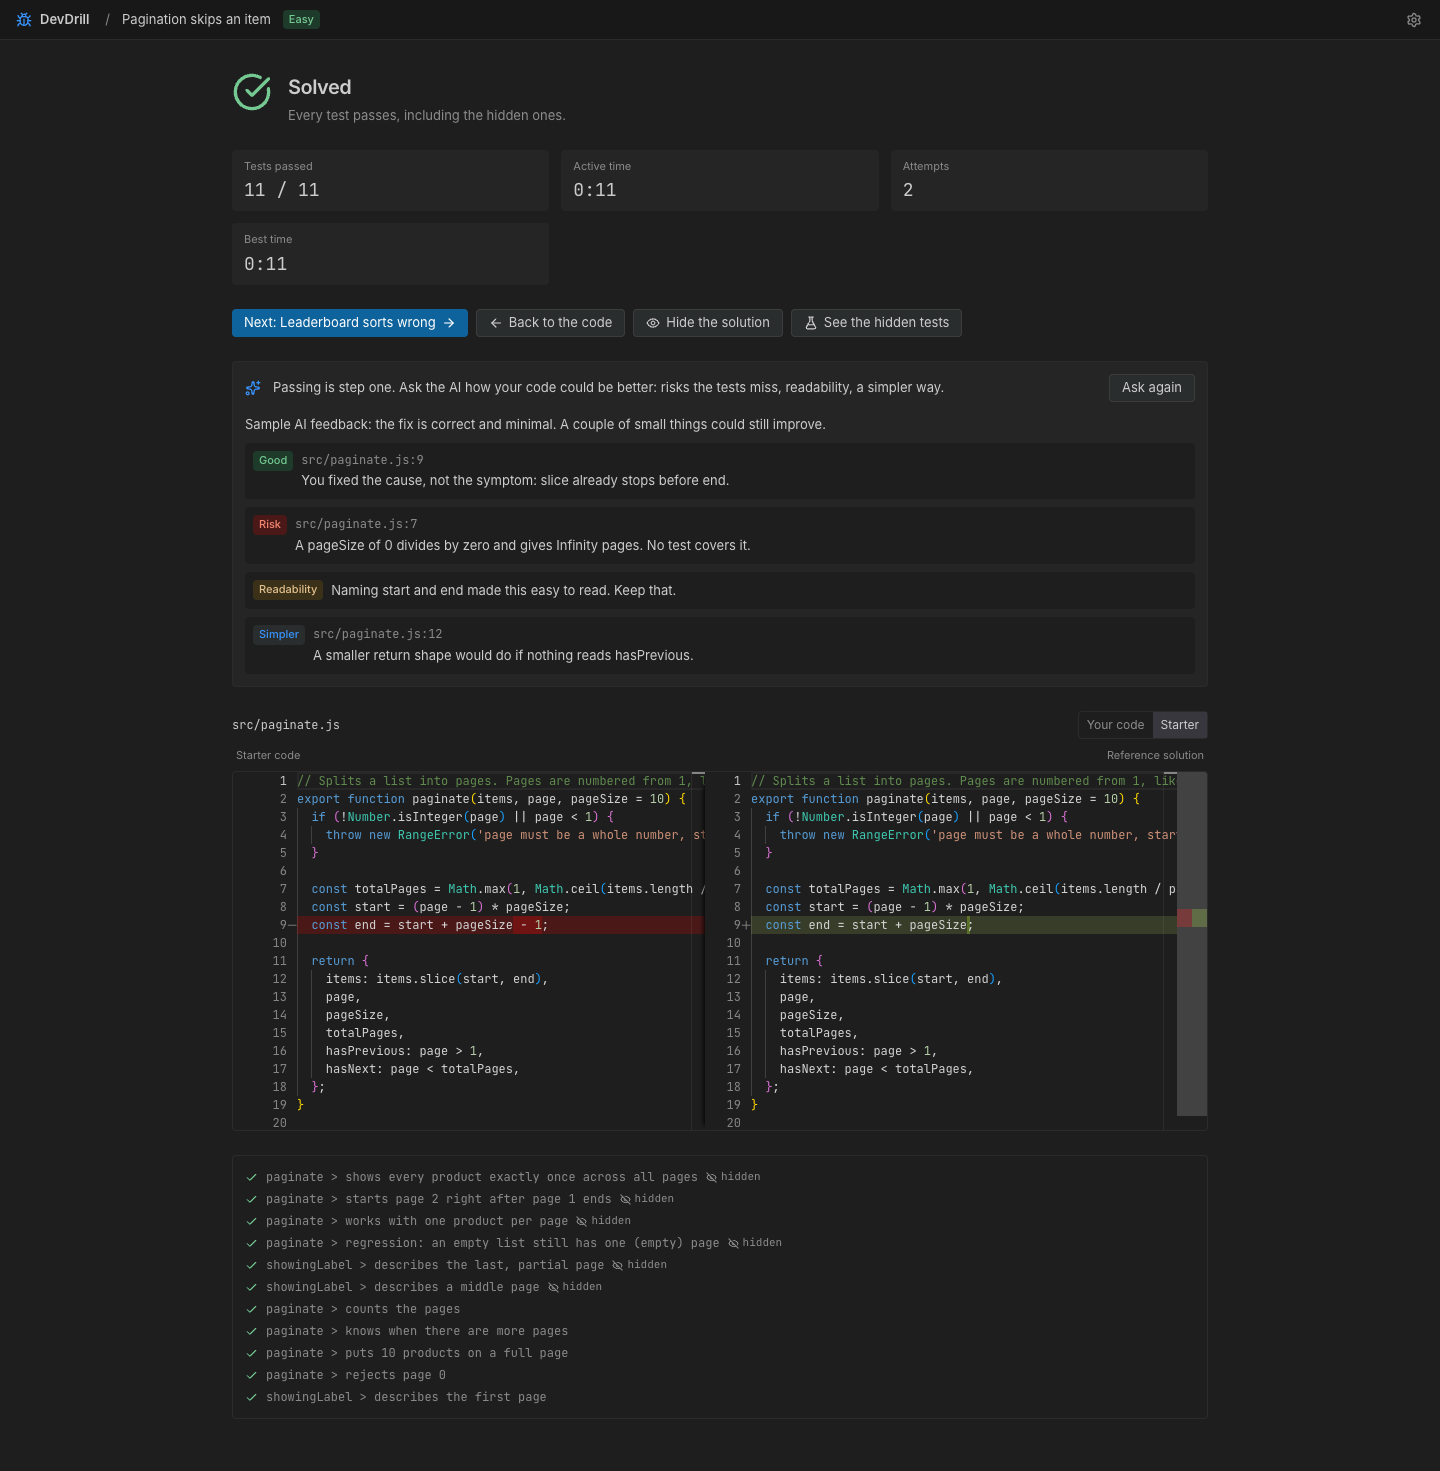 DevDrill / Pagination skips an item Easy
Solved
Every test passes, including the hidden ones.
Tests passed
11 / 11
Active time
0:11
Attempts
2
Best time
0:11
Next: Leaderboard sorts wrong
Back to the code
Hide the solution
See the hidden tests
Passing is step one. Ask the AI how your code could be better: risks the tests miss, readability, a simpler way.
Ask again
Sample AI feedback: the fix is correct and minimal. A couple of small things could still improve.
Good src/paginate.js:9
You fixed the cause, not the symptom: slice already stops before end.
Risk src/paginate.js:7
A pageSize of 0 divides by zero and gives Infinity pages. No test covers it.
Readability Naming start and end made this easy to read. Keep that.
Simpler src/paginate.js:12
A smaller return shape would do if nothing reads hasPrevious.
src/paginate.js
Your code Starter
Starter code
1 // Splits a list into pages. Pages are numbered from 1,
2 export function paginate(items, page, pageSize = 10) {
3 if (!Number.isInteger(page) || page < 1) {
4 throw new RangeError('page must be a whole number, st
5 }
6
7 const totalPages = Math.max(1, Math.ceil(items.length /
8 const start = (page - 1) * pageSize;
9— const end = start + pageSize - 1;
10
11 return {
12 items: items.slice(start, end),
13 page,
14 pageSize,
15 totalPages,
16 hasPrevious: page > 1,
17 hasNext: page < totalPages,
18 };
19 }
20
Reference solution
1 // Splits a list into pages. Pages are numbered from 1, lik
2 export function paginate(items, page, pageSize = 10) {
3 if (!Number.isInteger(page) || page < 1) {
4 throw new RangeError('page must be a whole number, star
5 }
6
7 const totalPages = Math.max(1, Math.ceil(items.length / p
8 const start = (page - 1) * pageSize;
9+ const end = start + pageSize;
10
11 return {
12 items: items.slice(start, end),
13 page,
14 pageSize,
15 totalPages,
16 hasPrevious: page > 1,
17 hasNext: page < totalPages,
18 };
19 }
20
paginate > shows every product exactly once across all pages hidden
paginate > starts page 2 right after page 1 ends hidden
paginate > works with one product per page hidden
paginate > regression: an empty list still has one (empty) page hidden
showingLabel > describes the last, partial page hidden
showingLabel > describes a middle page hidden
paginate > counts the pages
paginate > knows when there are more pages
paginate > puts 10 products on a full page
paginate > rejects page 0
showingLabel > describes the first page